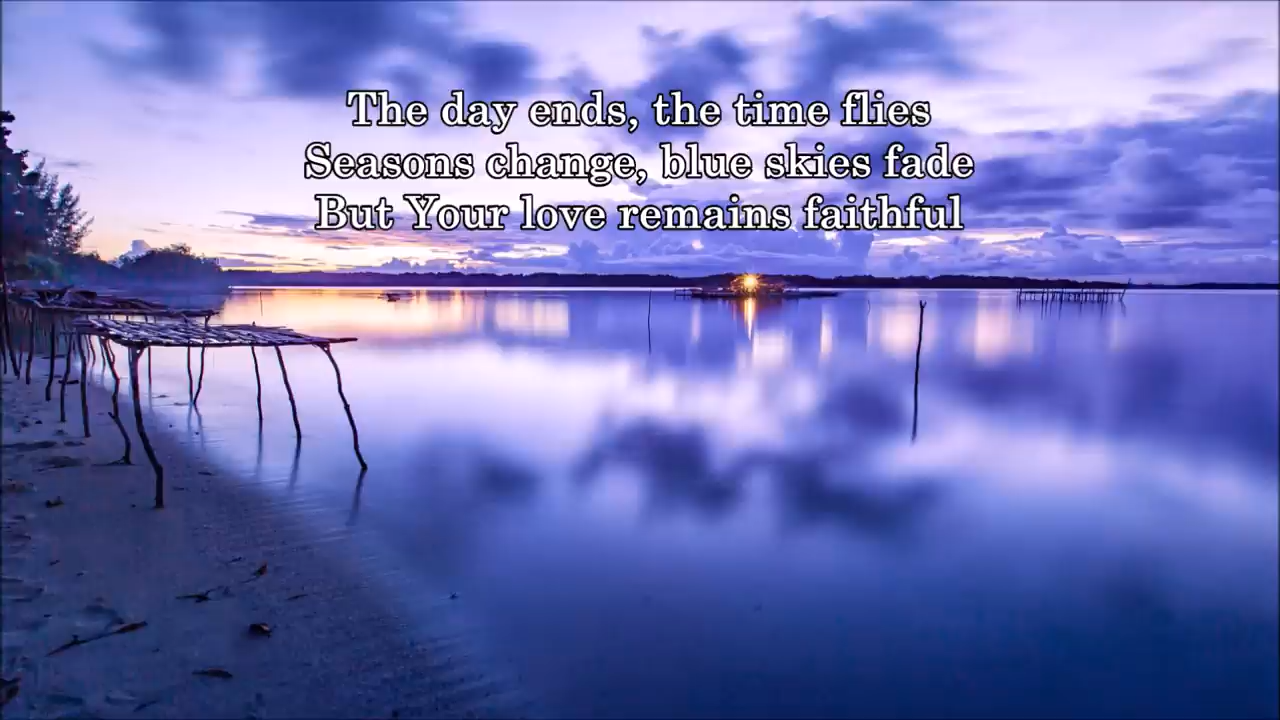 The day ends, the time flies
Seasons change, blue skies fade
But Your love remains faithful